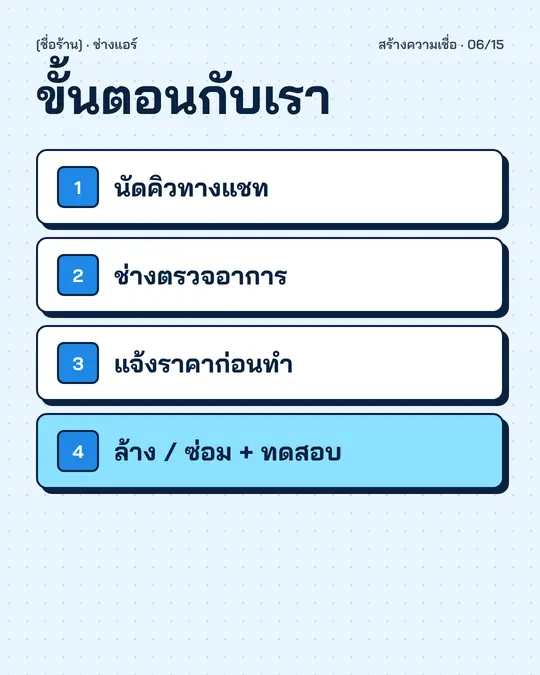 (ชื่อร้าน) · ช่างแอร์
สร้างความเชื่อ · 06/15
ขั้นตอนกับเรา
1 นัดคิวทางแชท
2 ช่างตรวจอาการ
3 แจ้งราคาก่อนทำ
4 ล้าง / ซ่อม + ทดสอบ